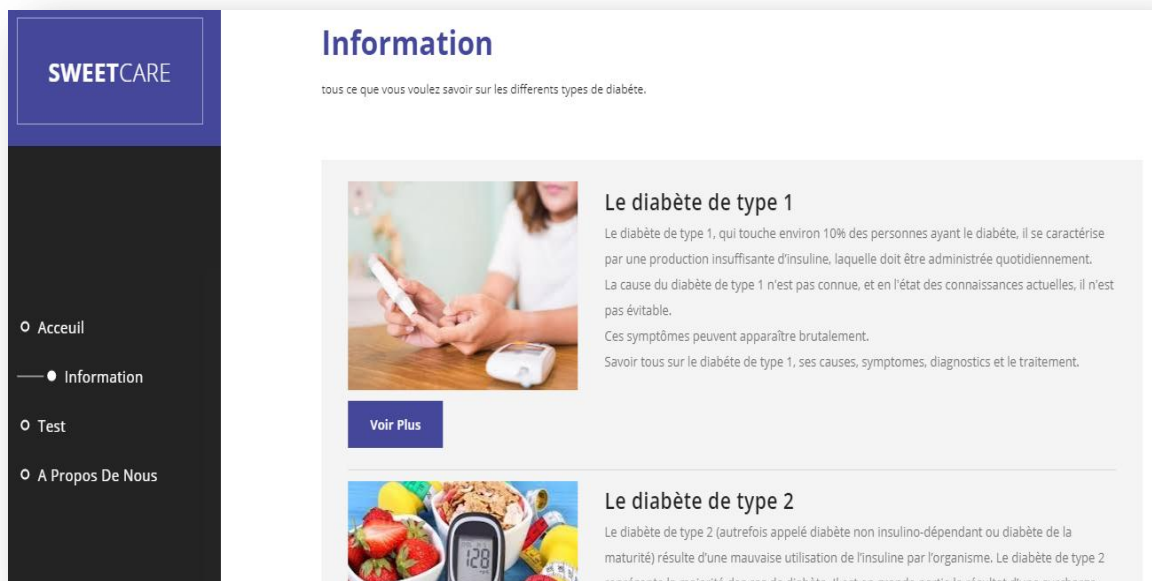 SWEETCARE
Acceuil
Information
Test
A Propos De Nous
Information
tous ce que vous voulez savoir sur les differents types de diabéte.
Le diabète de type 1
Le diabète de type 1, qui touche environ 10% des personnes ayant le diabéte, il se caractérise
par une production insuffisante d'insuline, laquelle doit être administrée quotidiennement.
La cause du diabète de type 1 n'est pas connue, et en l'état des connaissances actuelles, il n'est
pas évitable.
Ces symptômes peuvent apparaître brutalement.
Savoir tous sur le diabéte de type 1, ses causes, symptomes, diagnostics et le traitement.
Voir Plus
128
Le diabète de type 2
Le diabète de type 2 (autrefois appelé diabète non insulino-dépendant ou diabète de la
maturité) résulte d'une mauvaise utilisation de l'insuline par l'organisme. Le diabète de type 2